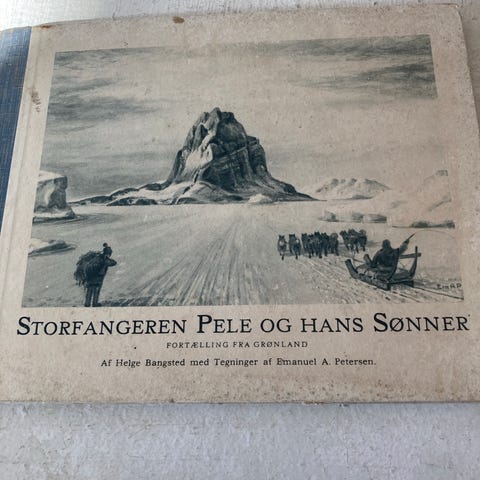 STORFANGEREN PELE OG HANS SØNNER
FORTÆLLING FRA GRØNLAND
Af Helge Bangsted med Tegninger af Emanuel A. Petersen.